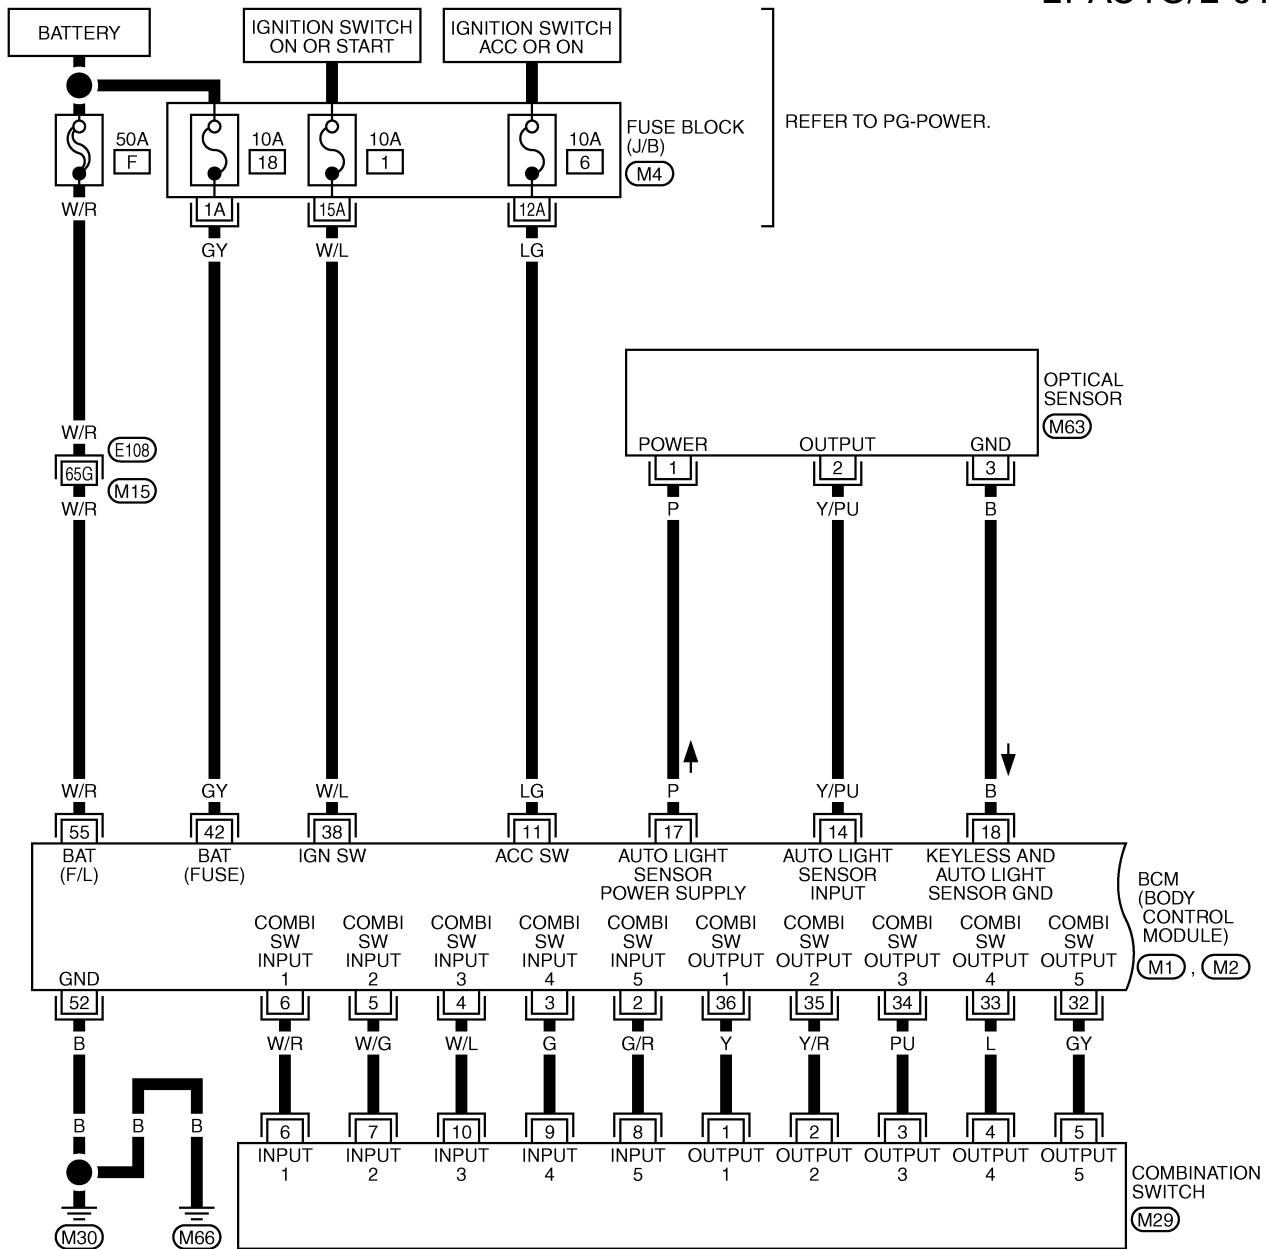 BATTERY
IGNITION SWITCH
ON OR START
IGNITION SWITCH
ACC OR ON
50A
F
10A
18
10A
1
10A
6
FUSE BLOCK
(J/B)
M4
REFER TO PG-POWER.
W/R
1A
15A
12A
GY
W/L
LG
OPTICAL
SENSOR
M63
POWER
OUTPUT
GND
1
2
3
W/R
E108
65G
M15
W/R
P
Y/PU
B
W/R
GY
W/L
LG
P
Y/PU
B
55
42
38
11
17
14
18
BAT
(F/L)
BAT
(FUSE)
IGN SW
ACC SW
AUTO LIGHT
SENSOR
POWER SUPPLY
AUTO LIGHT
SENSOR
INPUT
KEYLESS AND
AUTO LIGHT
SENSOR GND
BCM
(BODY
CONTROL
MODULE)
M1 , M2
GND
COMBI
SW
INPUT
1
COMBI
SW
INPUT
2
COMBI
SW
INPUT
3
COMBI
SW
INPUT
4
COMBI
SW
INPUT
5
COMBI
SW
OUTPUT
1
COMBI
SW
OUTPUT
2
COMBI
SW
OUTPUT
3
COMBI
SW
OUTPUT
4
COMBI
SW
OUTPUT
5
52
6
5
4
3
2
36
35
34
33
32
B
W/R
W/G
W/L
G
G/R
Y
Y/R
PU
L
GY
B
B
B
6
7
10
9
8
1
2
3
4
5
INPUT
1
INPUT
2
INPUT
3
INPUT
4
INPUT
5
OUTPUT
1
OUTPUT
2
OUTPUT
3
OUTPUT
4
OUTPUT
5
COMBINATION
SWITCH
M29
M30
M66